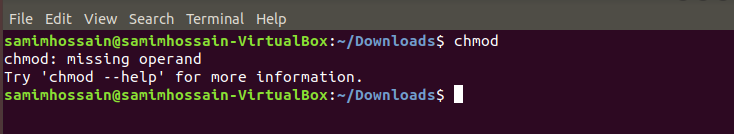 File Edit View Search Terminal Help
samimhossain@samimhossain-VirtualBox:~/Downloads$ chmod
chmod: missing operand
Try 'chmod --help' for more information.
samimhossain@samimhossain-VirtualBox:~/Downloads$